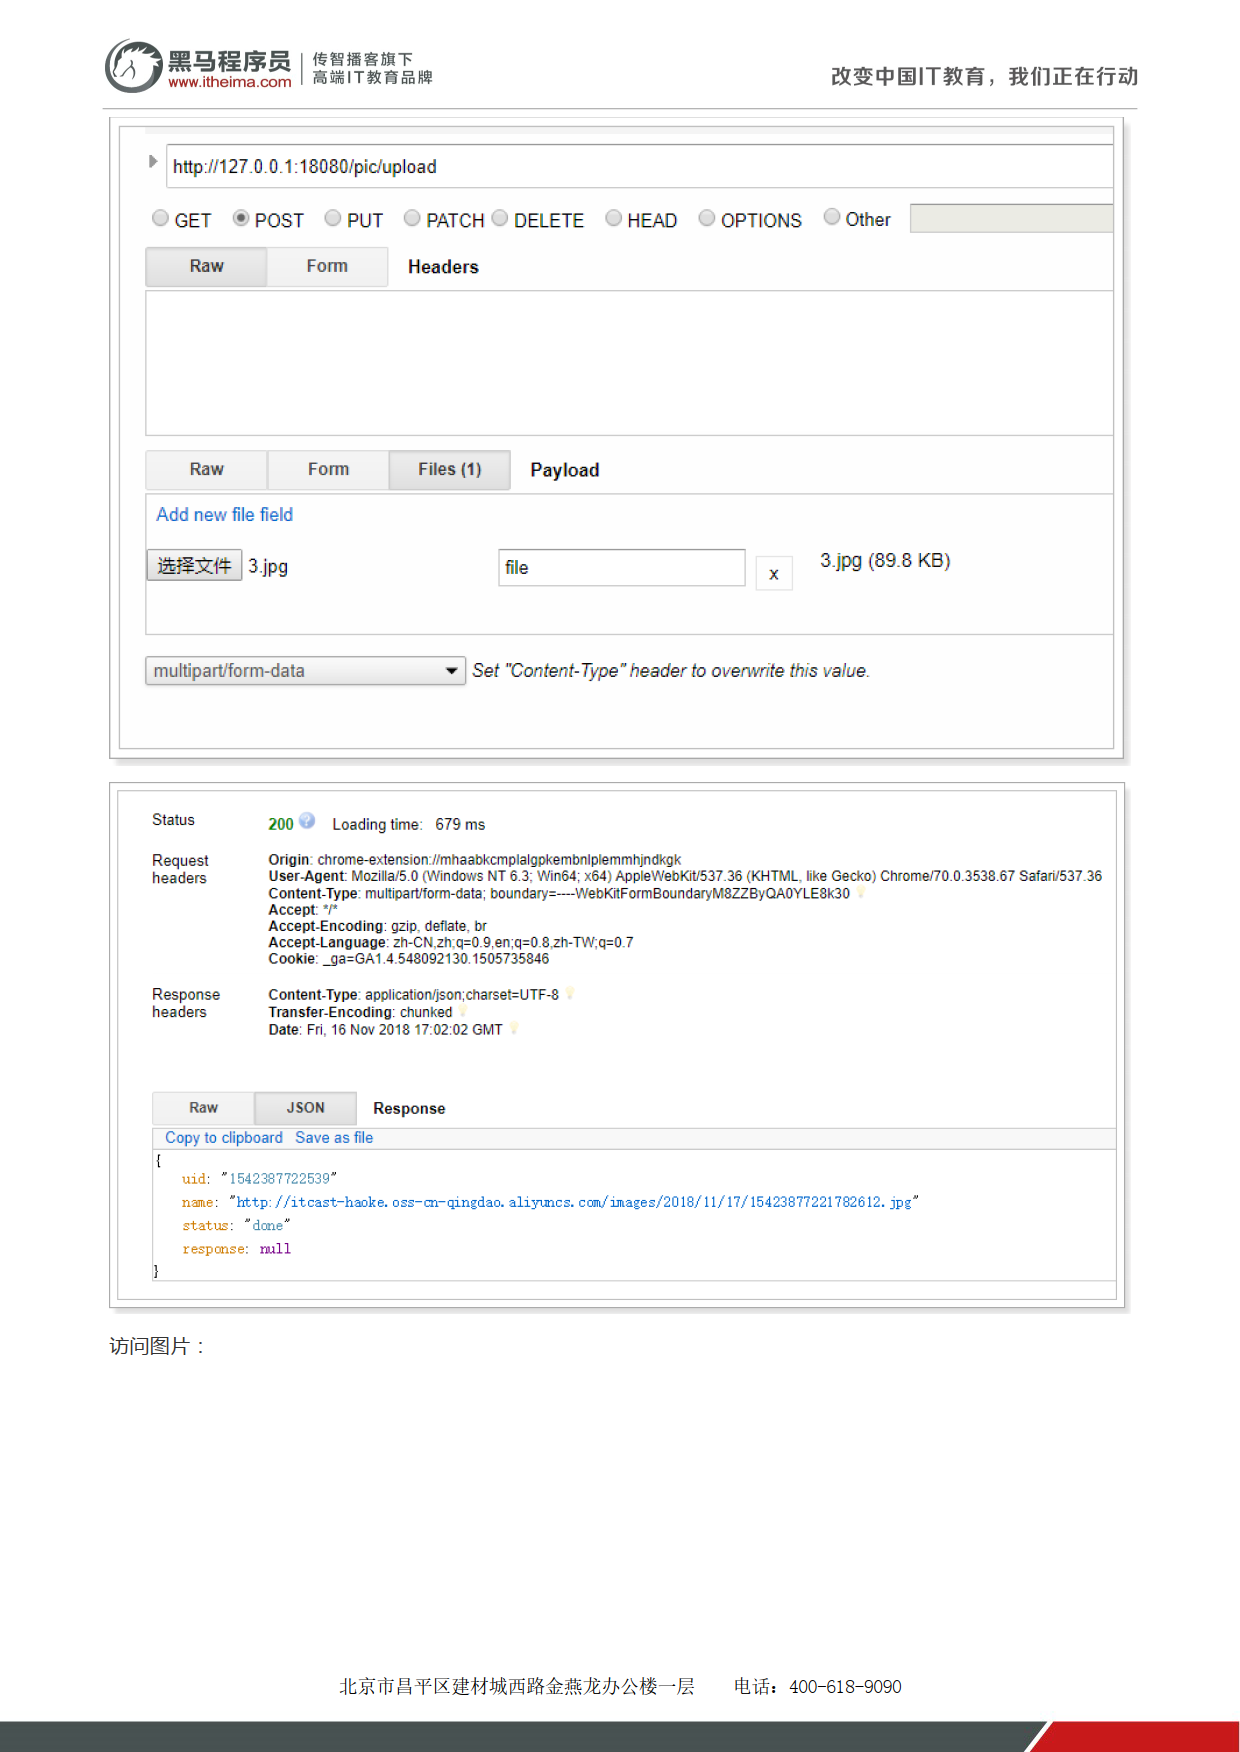 黑马程序员
www.itheima.com
传智播客旗下
高端IT教育品牌
改变中国IT教育，我们正在行动
http://127.0.0.1:18080/pic/upload
GET POST PUT PATCH DELETE HEAD OPTIONS Other
Raw Form Headers
Raw Form Files (1) Payload
Add new file field
选择文件 3.jpg file x 3.jpg (89.8 KB)
multipart/form-data Set "Content-Type" header to overwrite this value.
Status 200 Loading time: 679 ms
Request headers
Origin: chrome-extension://mhaabkcmplalgpkembnlplemmhjndkgk
User-Agent: Mozilla/5.0 (Windows NT 6.3; Win64; x64) AppleWebKit/537.36 (KHTML, like Gecko) Chrome/70.0.3538.67 Safari/537.36
Content-Type: multipart/form-data; boundary=----WebKitFormBoundaryM8ZZByQA0YLE8k30
Accept: */*
Accept-Encoding: gzip, deflate, br
Accept-Language: zh-CN,zh;q=0.9,en;q=0.8,zh-TW;q=0.7
Cookie: _ga=GA1.4.548092130.1505735846
Response headers
Content-Type: application/json;charset=UTF-8
Transfer-Encoding: chunked
Date: Fri, 16 Nov 2018 17:02:02 GMT
Raw JSON Response
Copy to clipboard Save as file
{
uid: "1542387722539"
name: "http://itcast-haoke.oss-cn-qingdao.aliyuncs.com/images/2018/11/17/15423877221782612.jpg"
status: "done"
response: null
}
访问图片：
北京市昌平区建材城西路金燕龙办公楼一层 电话：400-618-9090